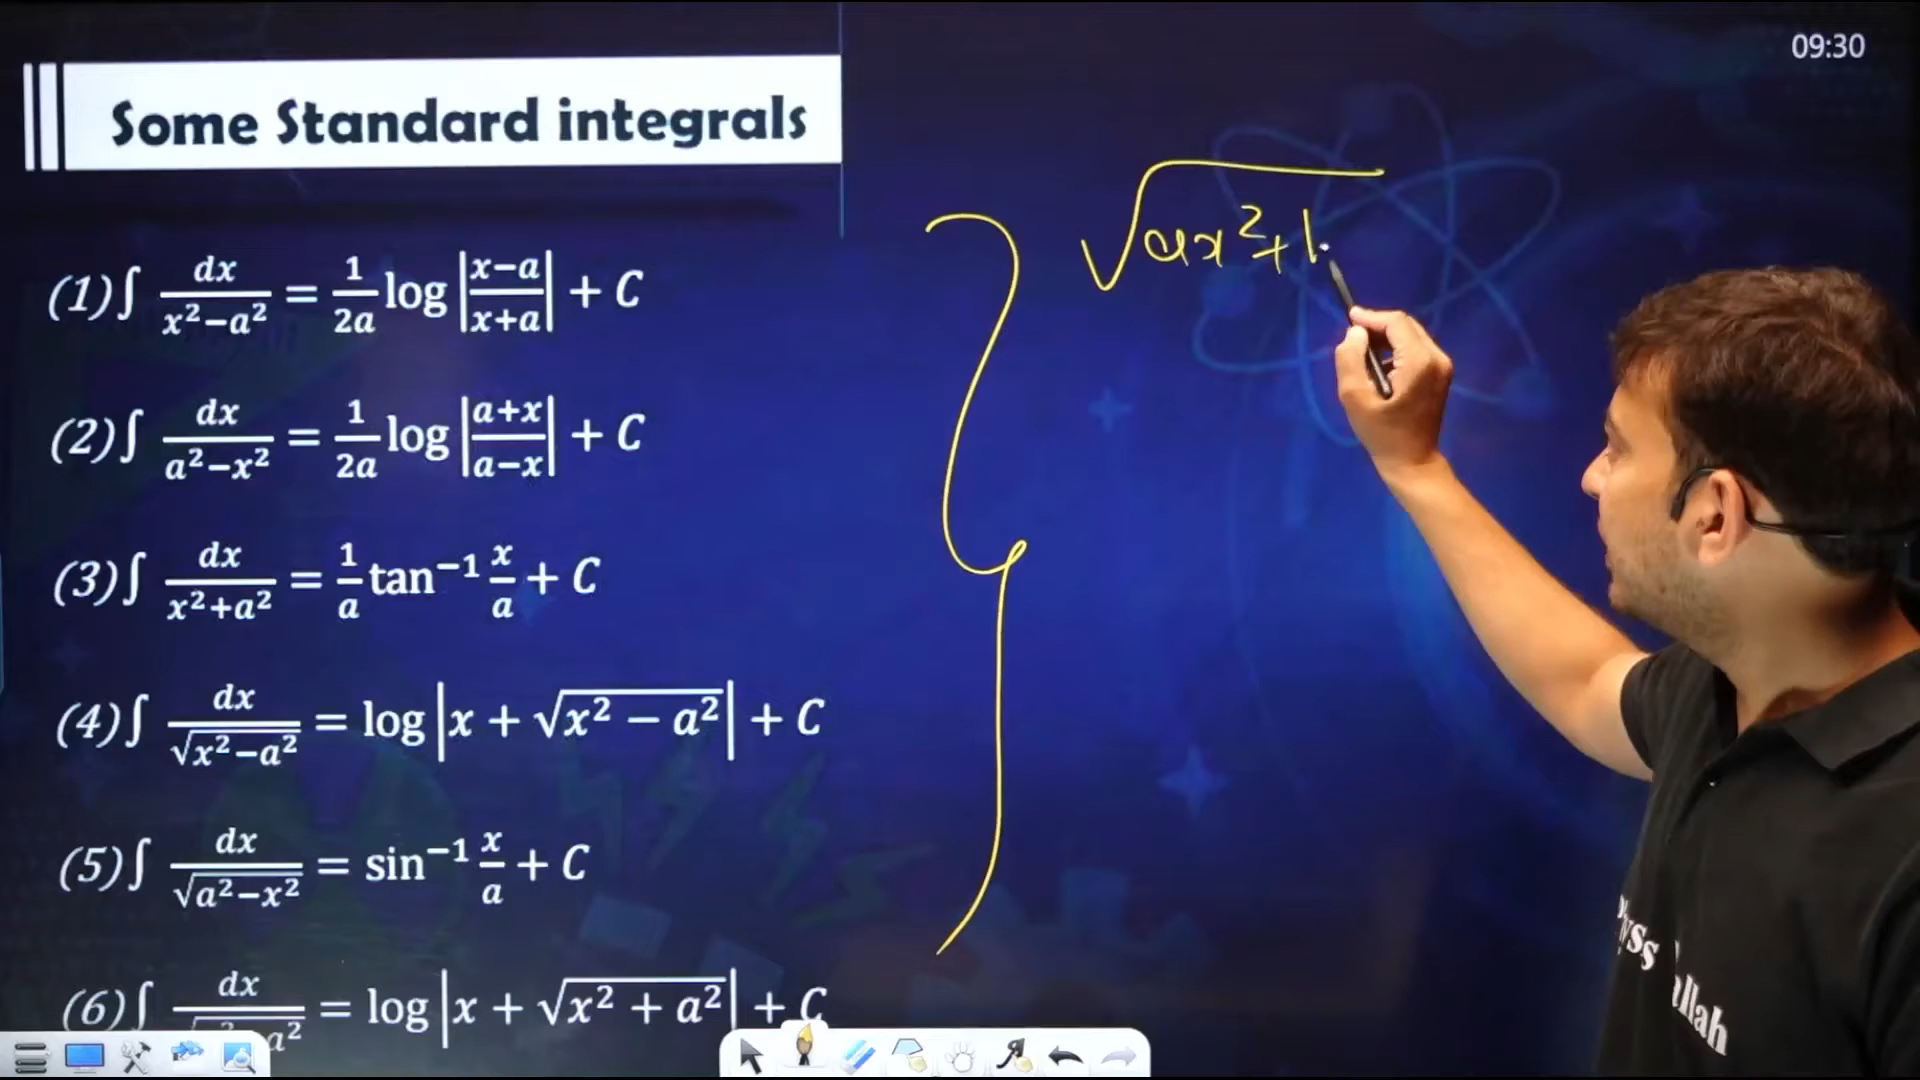 09:30
Some Standard integrals
(1)∫ dx/(x²−a²) = 1/(2a) log |(x−a)/(x+a)| + C
(2)∫ dx/(a²−x²) = 1/(2a) log |(a+x)/(a−x)| + C
(3)∫ dx/(x²+a²) = 1/a tan⁻¹ x/a + C
(4)∫ dx/√(x²−a²) = log |x + √(x² − a²)| + C
(5)∫ dx/√(a²−x²) = sin⁻¹ x/a + C
(6)∫ dx/ a² = log |x + √(x² + a²)| + C
√(ax²+